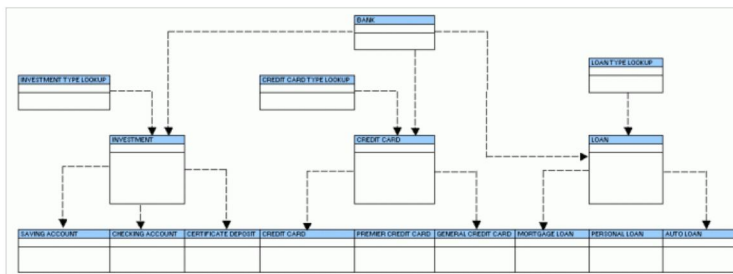 BANK
INVESTMENT TYPE LOOKUP
CREDIT CARD TYPE LOOKUP
LOAN TYPE LOOKUP
INVESTMENT
CREDIT CARD
LOAN
SAVING ACCOUNT
CHECKING ACCOUNT
CERTIFICATE DEPOSIT
CREDIT CARD
PREMIER CREDIT CARD
GENERAL CREDIT CARD
MORTGAGE LOAN
PERSONAL LOAN
AUTO LOAN